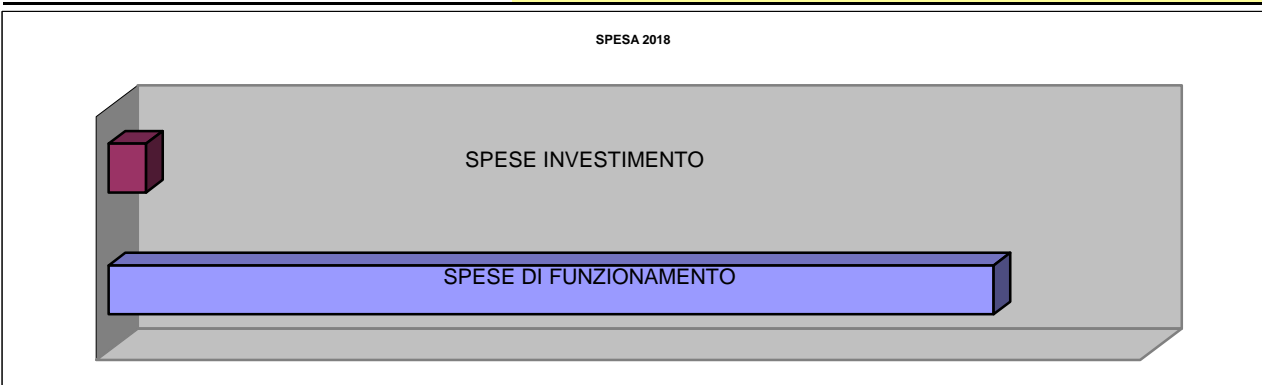 SPESA 2018
SPESE INVESTIMENTO
SPESE DI FUNZIONAMENTO